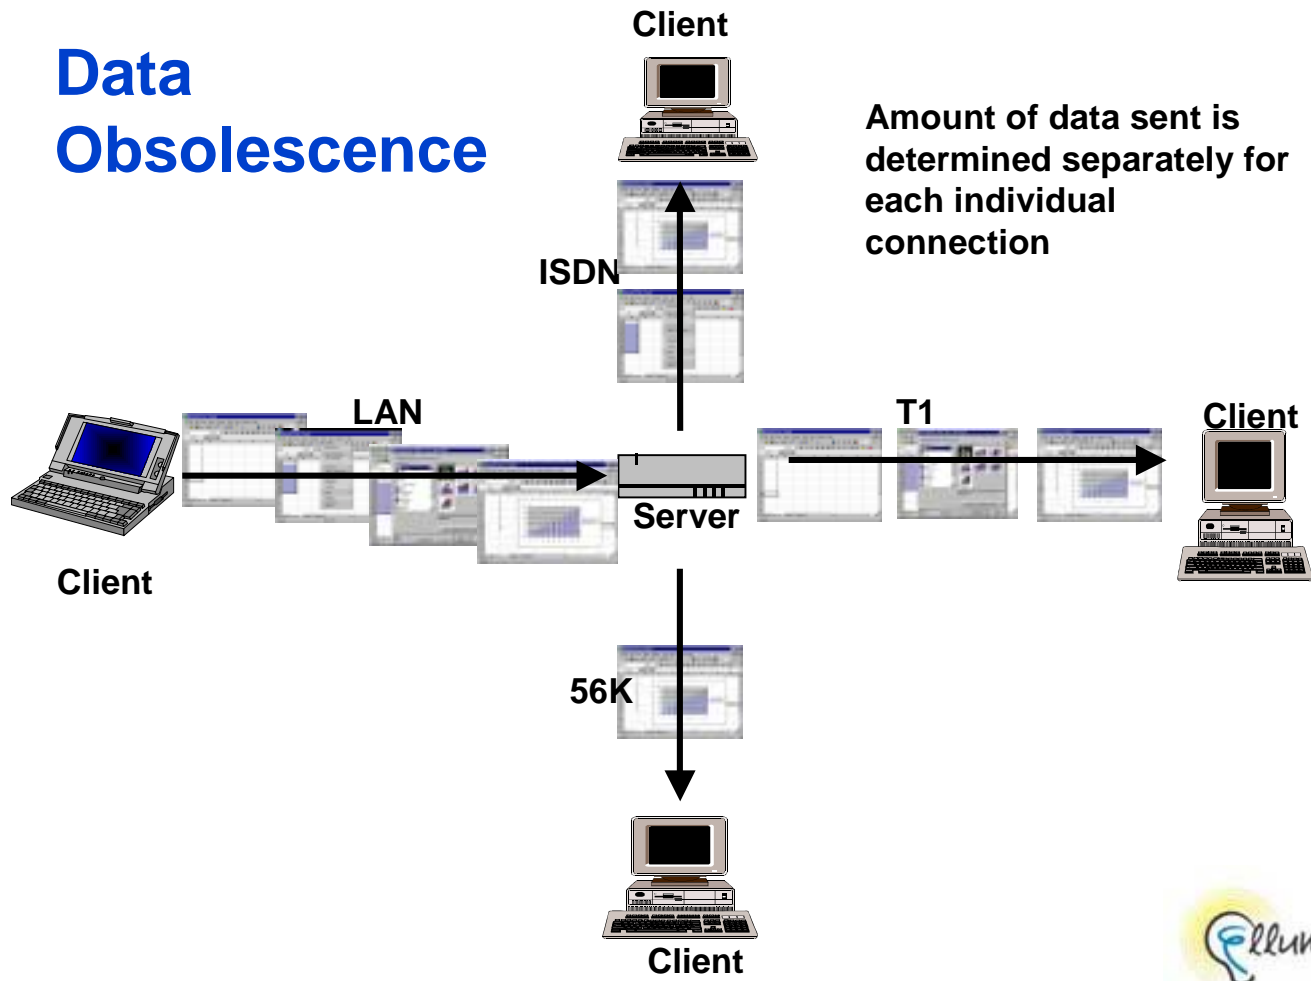 Client
Data
Obsolescence
Amount of data sent is
determined separately for
each individual
connection
ISDN
LAN
T1
Client
Server
Client
56K
Client